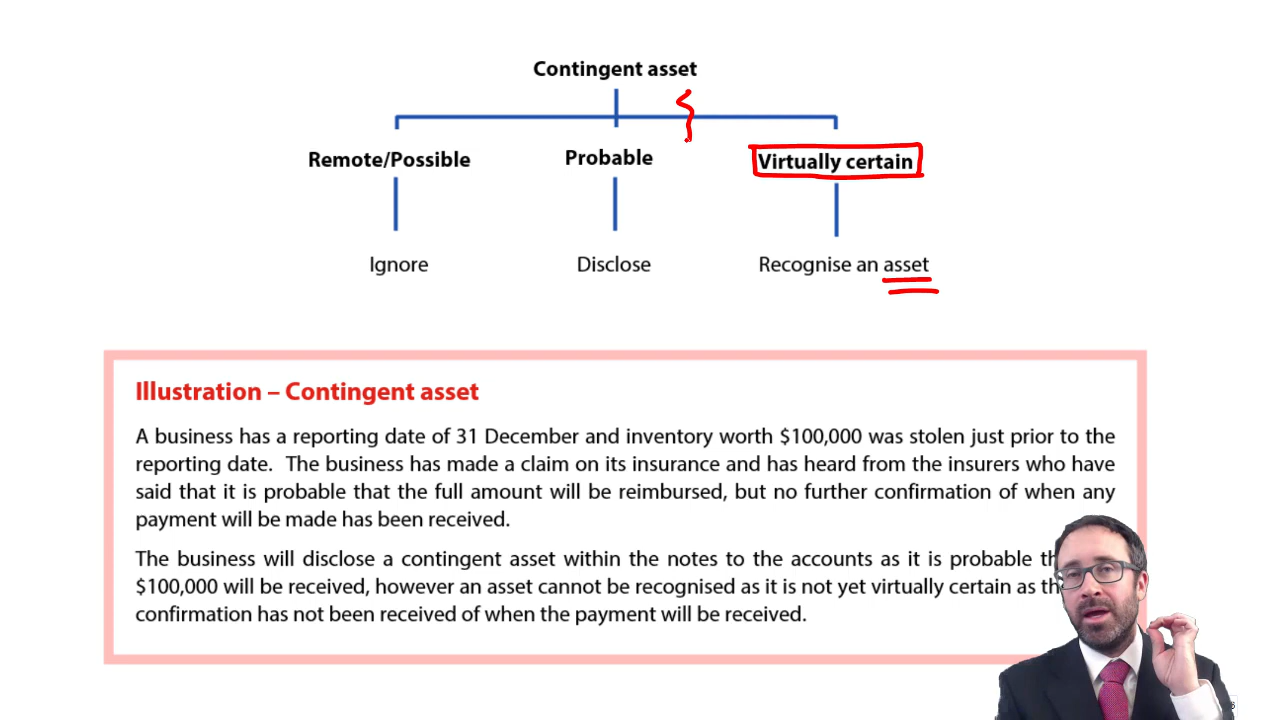 Contingent asset
Remote/Possible
Probable
Virtually certain
Ignore
Disclose
Recognise an asset
Illustration – Contingent asset
A business has a reporting date of 31 December and inventory worth $100,000 was stolen just prior to the
reporting date. The business has made a claim on its insurance and has heard from the insurers who have
said that it is probable that the full amount will be reimbursed, but no further confirmation of when any
payment will be made has been received.
The business will disclose a contingent asset within the notes to the accounts as it is probable
$100,000 will be received, however an asset cannot be recognised as it is not yet virtually certain as
confirmation has not been received of when the payment will be received.